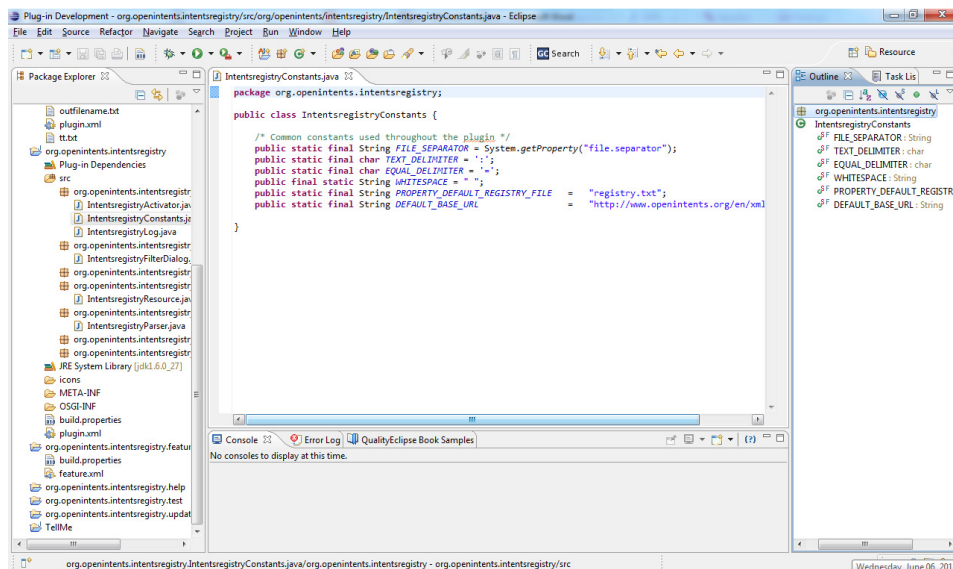 Plug-in Development - org.openintents.intentsregistry/src/org/openintents/intentsregistry/IntentsregistryConstants.java - Eclipse
File Edit Source Refactor Navigate Search Project Run Window Help
GG Search
Resource
Package Explorer
outfilename.txt
plugin.xml
tt.txt
org.openintents.intentsregistry
Plug-in Dependencies
src
org.openintents.intentsregistr
IntentsregistryActivator.jav
IntentsregistryConstants.ja
IntentsregistryLog.java
org.openintents.intentsregistr
IntentsregistryFilterDialog.
org.openintents.intentsregistr
org.openintents.intentsregistr
IntentsregistryResource.jav
org.openintents.intentsregistr
IntentsregistryParser.java
org.openintents.intentsregistr
org.openintents.intentsregistr
JRE System Library [jdk1.6.0_27]
icons
META-INF
OSGI-INF
build.properties
plugin.xml
org.openintents.intentsregistry.featur
build.properties
feature.xml
org.openintents.intentsregistry.help
org.openintents.intentsregistry.test
org.openintents.intentsregistry.updat
TellMe
IntentsregistryConstants.java
package org.openintents.intentsregistry;
public class IntentsregistryConstants {
/* Common constants used throughout the plugin */
public static final String FILE_SEPARATOR = System.getProperty("file.separator");
public static final char TEXT_DELIMITER = ':';
public static final char EQUAL_DELIMITER = '=';
public final static String WHITESPACE = " ";
public static final String PROPERTY_DEFAULT_REGISTRY_FILE = "registry.txt";
public static final String DEFAULT_BASE_URL = "http://www.openintents.org/en/xml
}
Console Error Log QualityEclipse Book Samples
No consoles to display at this time.
Outline Task Lis
org.openintents.intentsregistry
IntentsregistryConstants
FILE_SEPARATOR : String
TEXT_DELIMITER : char
EQUAL_DELIMITER : char
WHITESPACE : String
PROPERTY_DEFAULT_REGISTR
DEFAULT_BASE_URL : String
org.openintents.intentsregistry.IntentsregistryConstants.java/org.openintents.intentsregistry - org.openintents.intentsregistry/src
Wednesday, June 06, 201